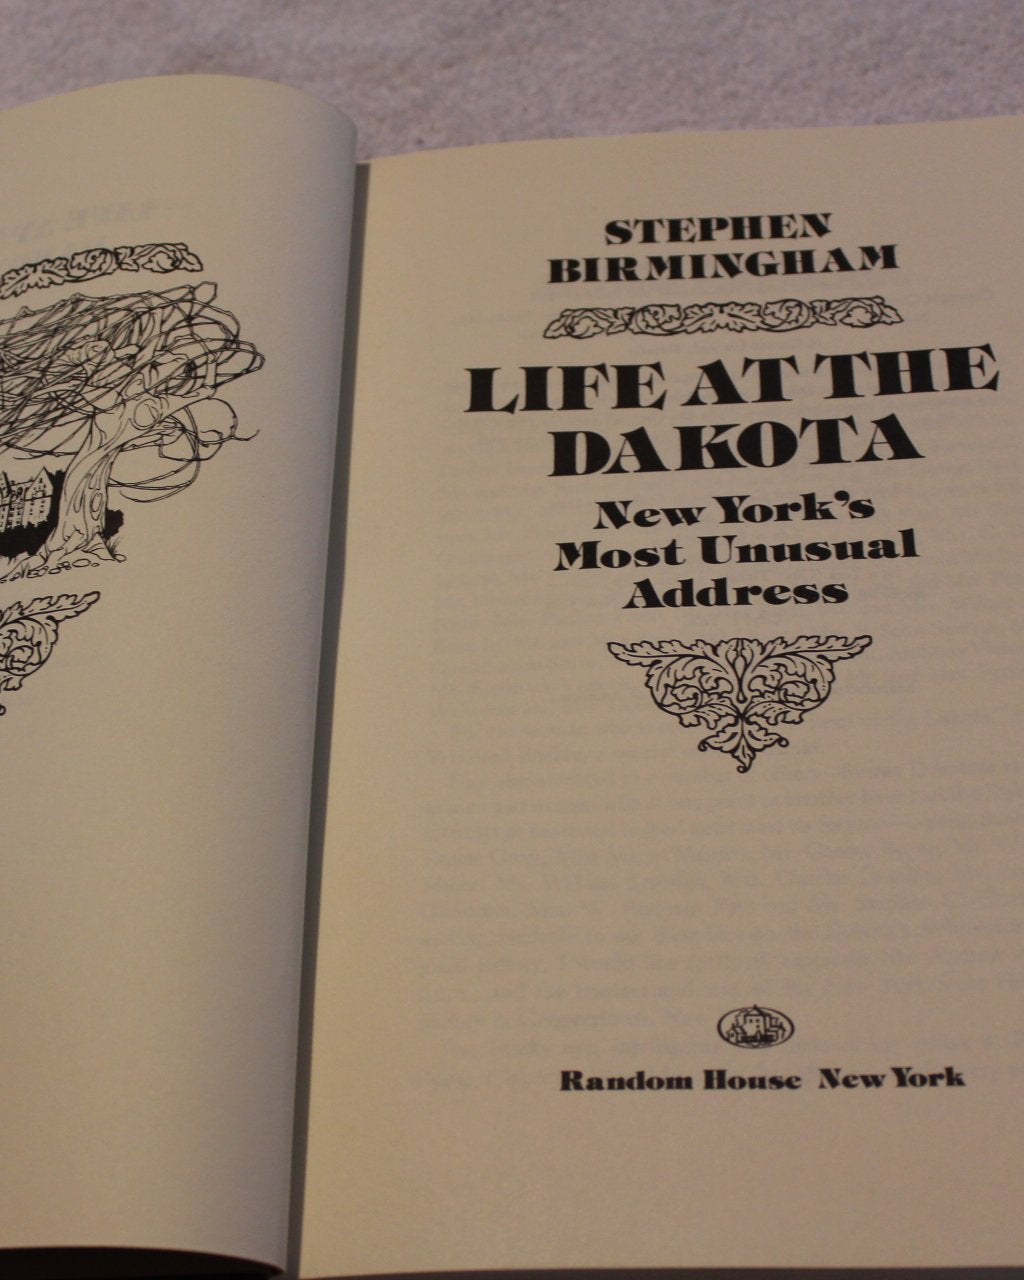 STEPHEN
BIRMINGHAM
LIFE AT THE
DAKOTA
New York's
Most Unusual
Address
Random House New York